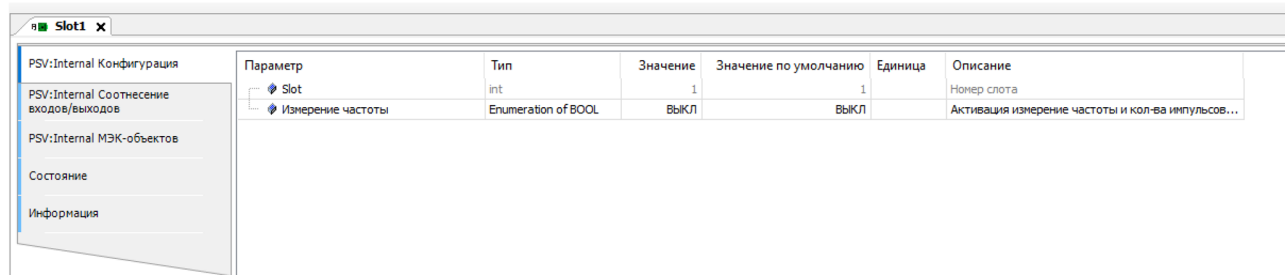 Slot1
PSV:Internal Конфигурация
PSV:Internal Соотнесение
входов/выходов
PSV:Internal МЭК-объектов
Состояние
Информация
Параметр Тип Значение Значение по умолчанию Единица Описание
Slot int 1 1 Номер слота
Измерение частоты Enumeration of BOOL ВЫКЛ ВЫКЛ Активация измерение частоты и кол-ва импульсов...